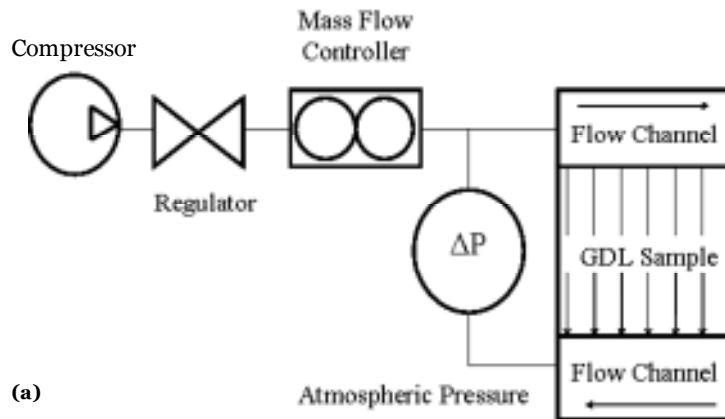 Mass Flow
Controller
Compressor
Flow Channel
Regulator
ΔP
GDL Sample
Flow Channel
(a)
Atmospheric Pressure